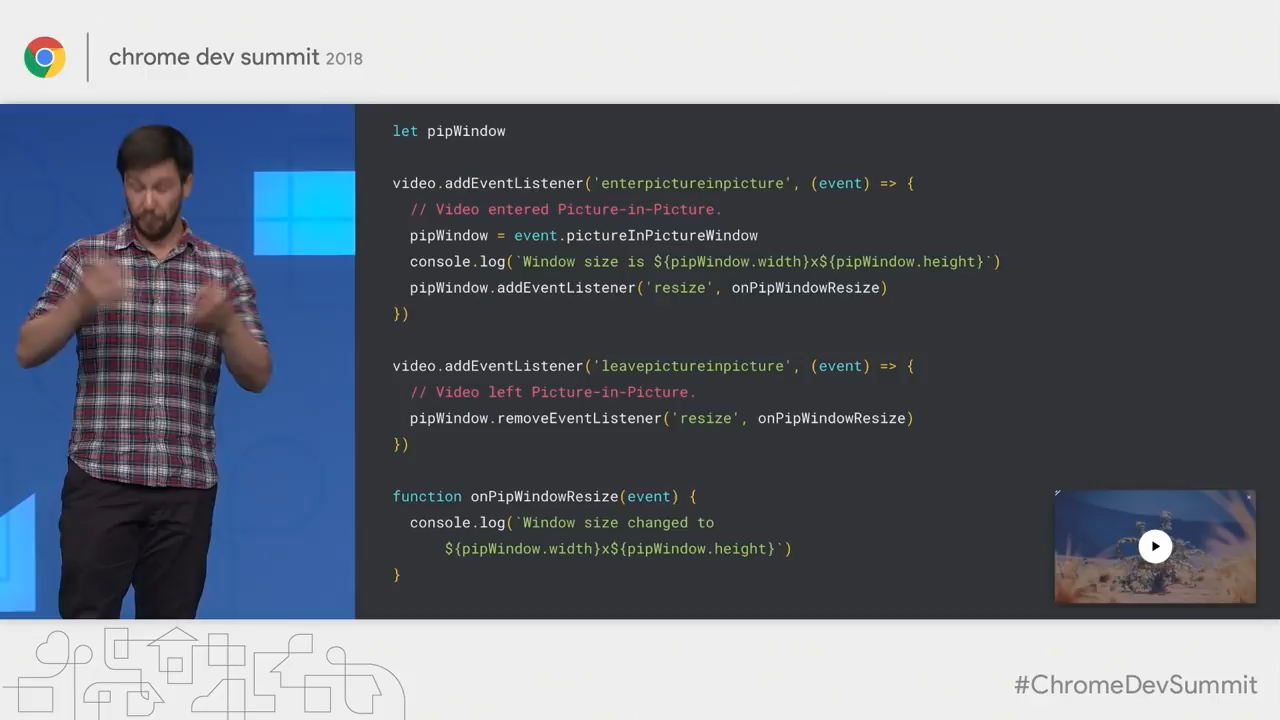 chrome dev summit 2018
let pipWindow
video.addEventListener('enterpictureinpicture', (event) => {
// Video entered Picture-in-Picture.
pipWindow = event.pictureInPictureWindow
console.log(`Window size is ${pipWindow.width}x${pipWindow.height}`)
pipWindow.addEventListener('resize', onPipWindowResize)
})
video.addEventListener('leavepictureinpicture', (event) => {
// Video left Picture-in-Picture.
pipWindow.removeEventListener('resize', onPipWindowResize)
})
function onPipWindowResize(event) {
console.log(`Window size changed to
${pipWindow.width}x${pipWindow.height}`)
}
#ChromeDevSummit